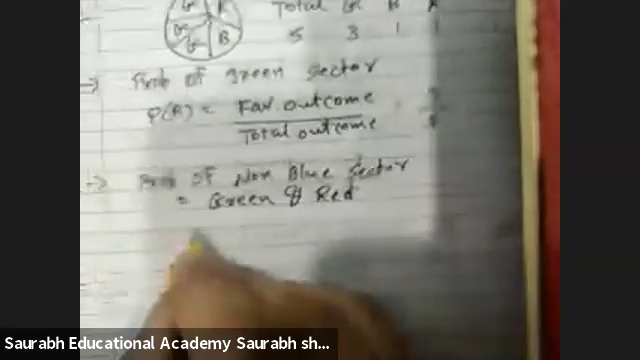 G R
Total G B R
G G B
5 3 1 1
→ Prob of green Sector
P(A) = Fav. outcome
Total outcome
→ Prob of Non Blue Sector
= Green & Red
Saurabh Educational Academy Saurabh sh...